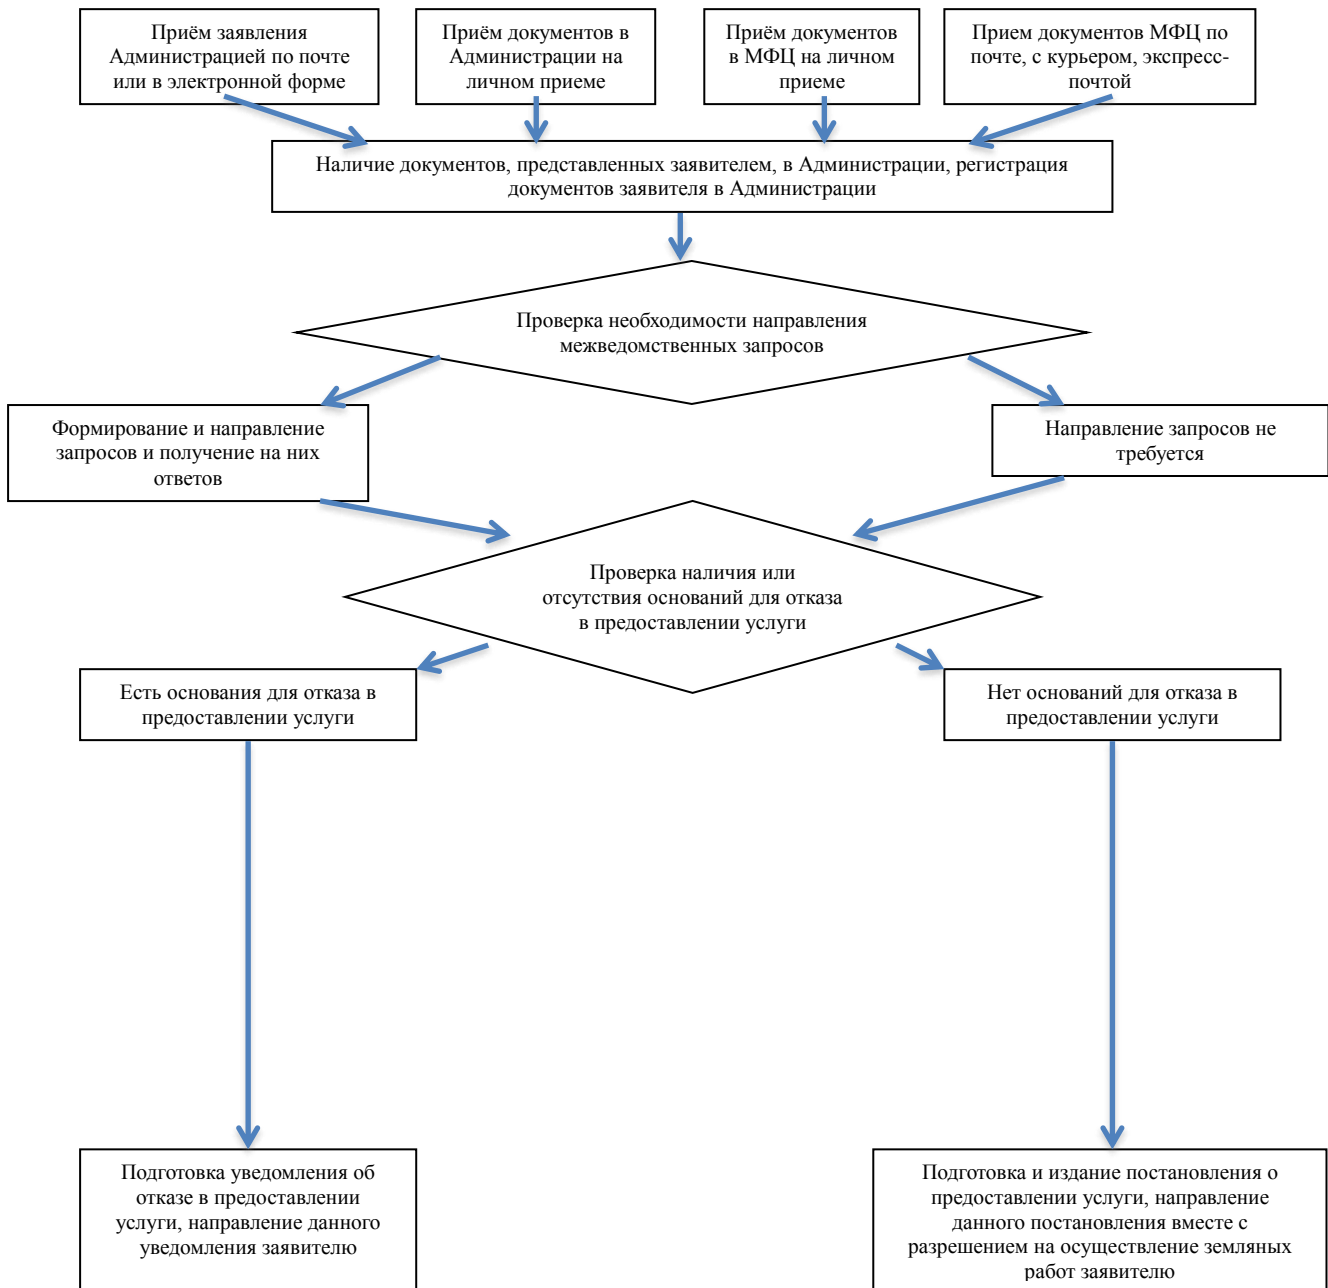 Приём заявления
Администрацией по почте
или в электронной форме
Приём документов в
Администрации на
личном приеме
Приём документов
в МФЦ на личном
приеме
Прием документов МФЦ по
почте, с курьером, экспресс-
почтой
Наличие документов, представленных заявителем, в Администрации, регистрация
документов заявителя в Администрации
Проверка необходимости направления
межведомственных запросов
Формирование и направление
запросов и получение на них
ответов
Направление запросов не
требуется
Проверка наличия или
отсутствия оснований для отказа
в предоставлении услуги
Есть основания для отказа в
предоставлении услуги
Нет оснований для отказа в
предоставлении услуги
Подготовка уведомления об
отказе в предоставлении
услуги, направление данного
уведомления заявителю
Подготовка и издание постановления о
предоставлении услуги, направление
данного постановления вместе с
разрешением на осуществление земляных
работ заявителю